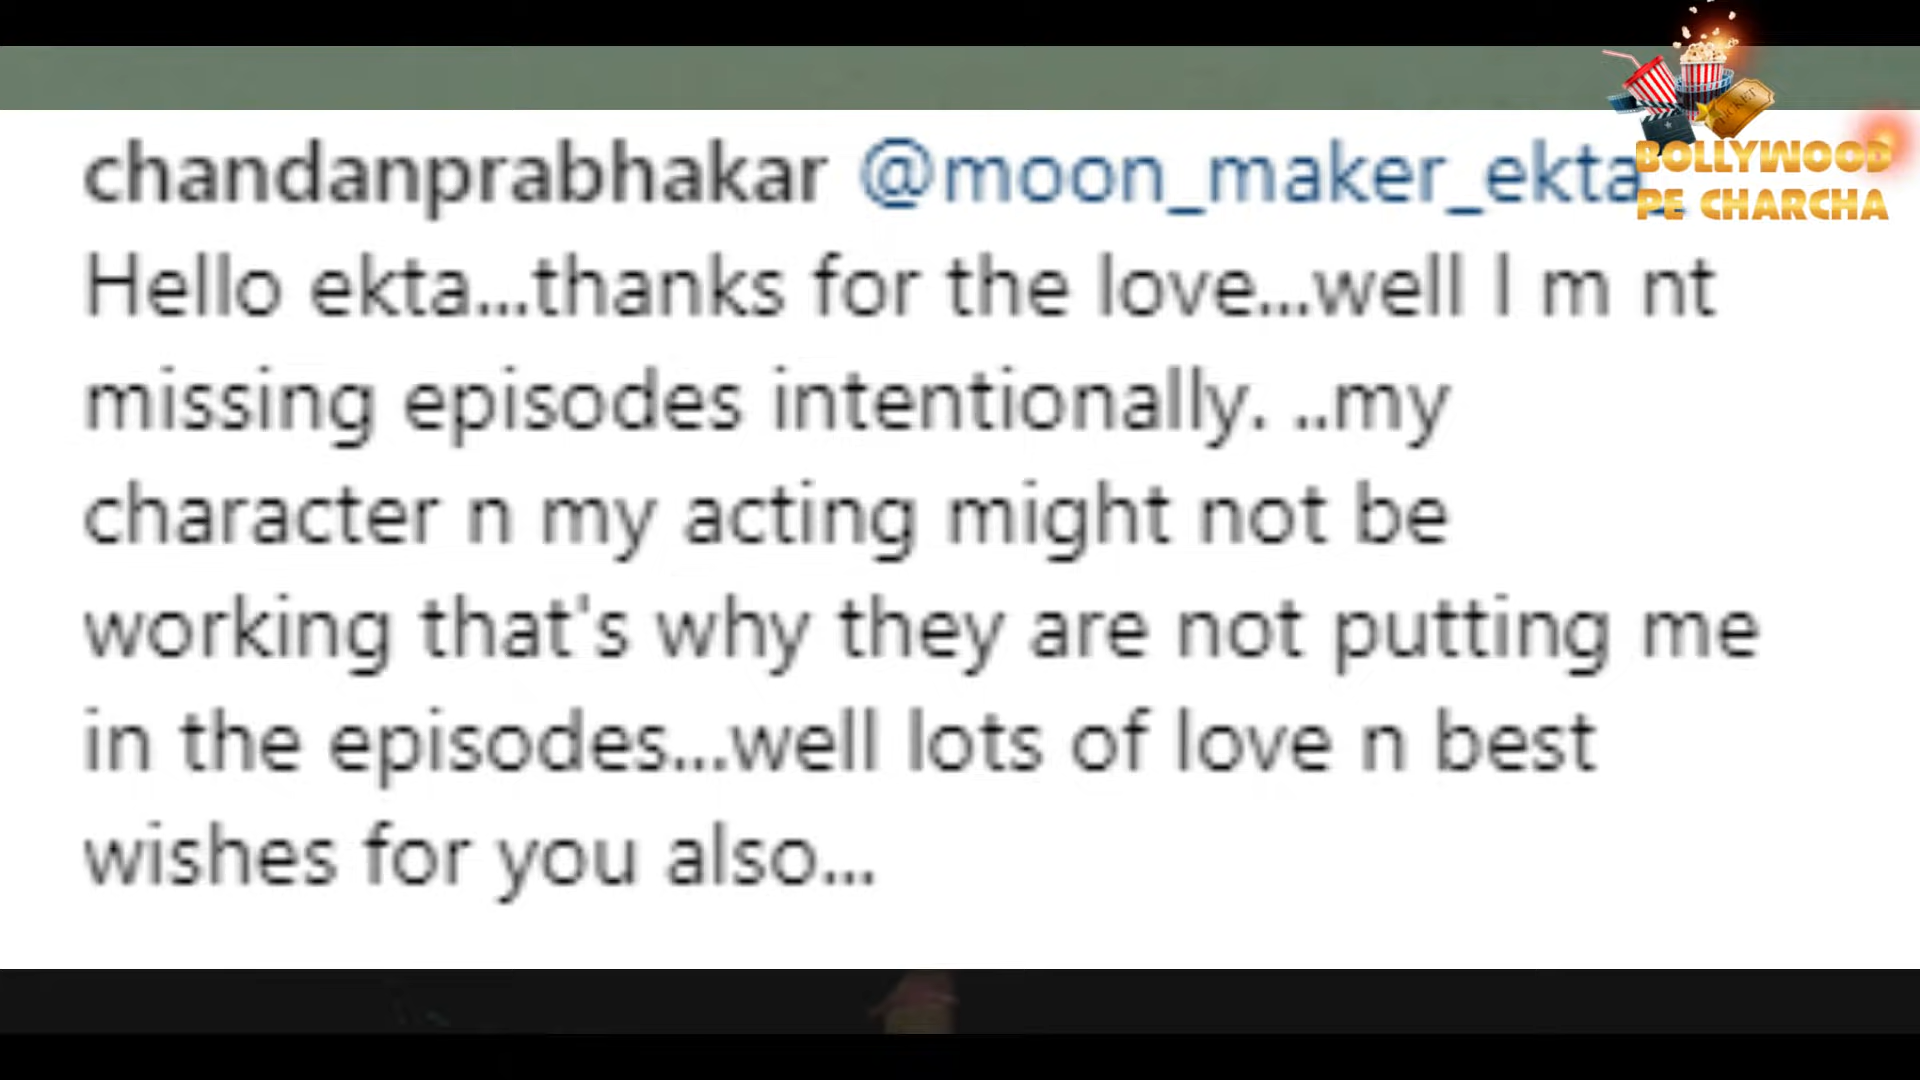 chandanprabhakar @moon_maker_ekta_
Hello ekta...thanks for the love...well I m nt
missing episodes intentionally. ..my
character n my acting might not be
working that's why they are not putting me
in the episodes...well lots of love n best
wishes for you also...
TICKET
BOLLYWOOD
PE CHARCHA